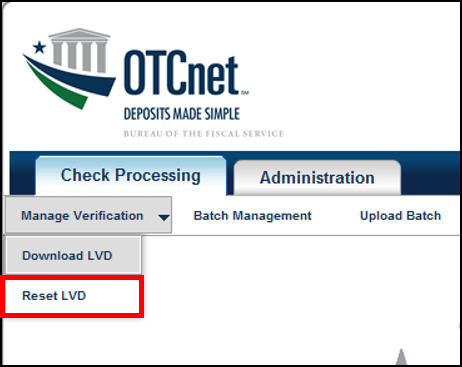 OTCnet SM
DEPOSITS MADE SIMPLE
BUREAU OF THE FISCAL SERVICE
Check Processing Administration
Manage Verification Batch Management Upload Batch
Download LVD
Reset LVD